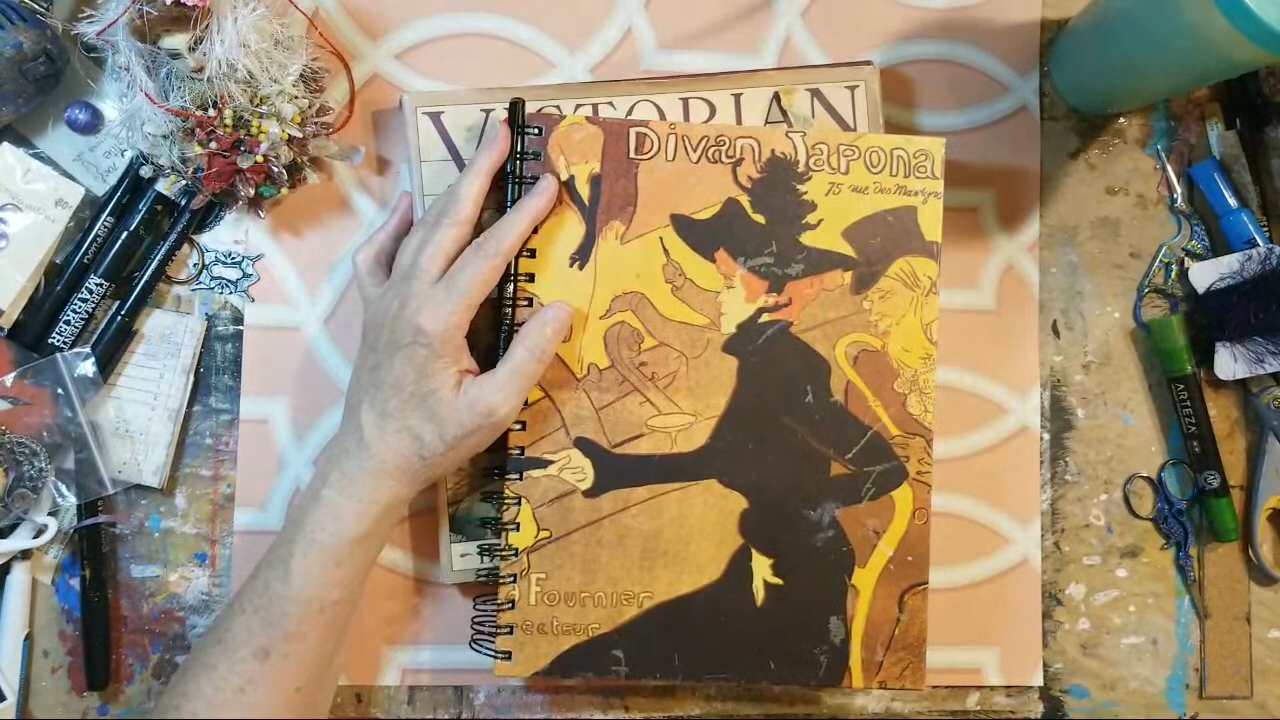 VICTORIAN
Divan Japona
75 rue Des Martyrs
Fournier
ecteur
PERMANENT
MARKER
ARTEZA